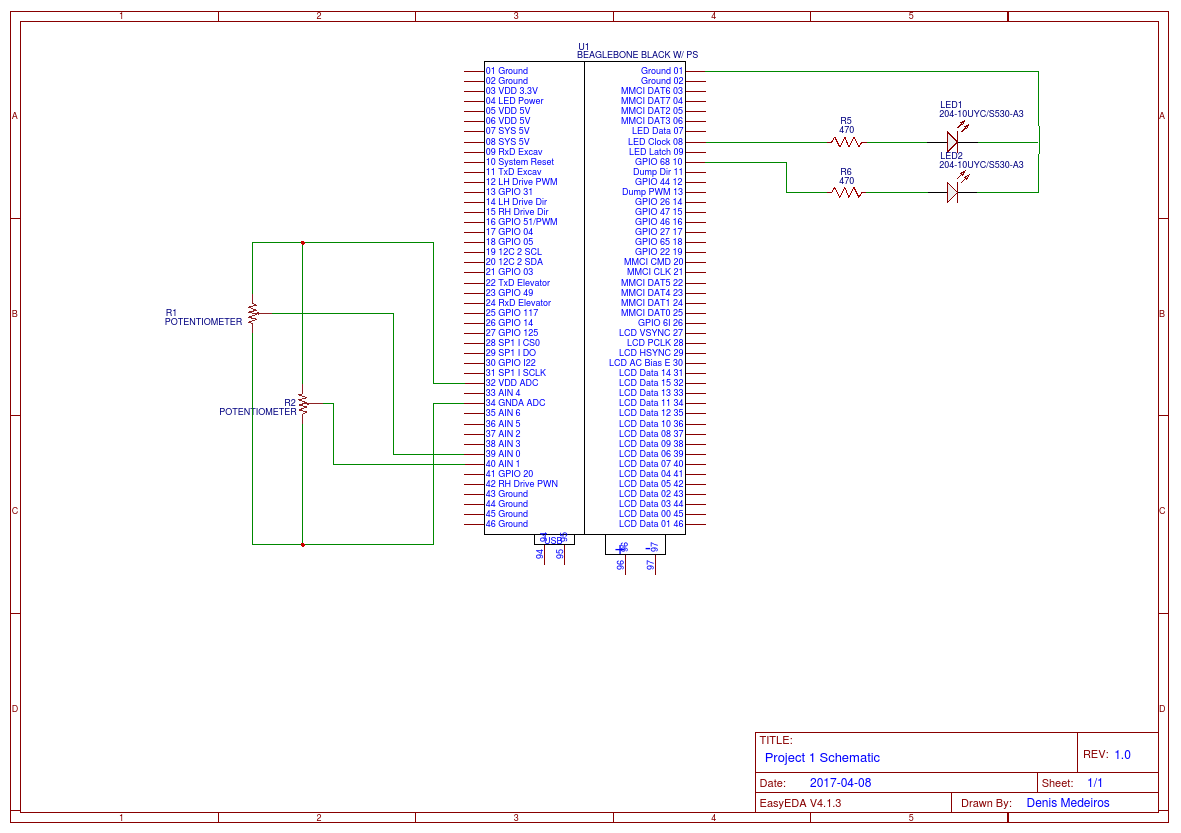 1 2 3 4 5
U1
BEAGLEBONE BLACK W/ PS
01 Ground Ground 01
02 Ground Ground 02
03 VDD 3.3V MMCI DAT6 03
04 LED Power MMCI DAT7 04
05 VDD 5V MMCI DAT2 05
06 VDD 5V MMCI DAT3 06
07 SYS 5V LED Data 07
08 SYS 5V LED Clock 08
09 RxD Excav LED Latch 09
10 System Reset GPIO 68 10
11 TxD Excav Dump Dir 11
12 LH Drive PWM GPIO 44 12
13 GPIO 31 Dump PWM 13
14 LH Drive Dir GPIO 26 14
15 RH Drive Dir GPIO 47 15
16 GPIO 51/PWM GPIO 46 16
17 GPIO 04 GPIO 27 17
18 GPIO 05 GPIO 65 18
19 12C 2 SCL GPIO 22 19
20 12C 2 SDA MMCI CMD 20
21 GPIO 03 MMCI CLK 21
22 TxD Elevator MMCI DAT5 22
23 GPIO 49 MMCI DAT4 23
24 RxD Elevator MMCI DAT1 24
25 GPIO 117 MMCI DAT0 25
26 GPIO 14 GPIO 6I 26
27 GPIO 125 LCD VSYNC 27
28 SP1 I CS0 LCD PCLK 28
29 SP1 I DO LCD HSYNC 29
30 GPIO I22 LCD AC Bias E 30
31 SP1 I SCLK LCD Data 14 31
32 VDD ADC LCD Data 15 32
33 AIN 4 LCD Data 13 33
34 GNDA ADC LCD Data 11 34
35 AIN 6 LCD Data 12 35
36 AIN 5 LCD Data 10 36
37 AIN 2 LCD Data 08 37
38 AIN 3 LCD Data 09 38
39 AIN 0 LCD Data 06 39
40 AIN 1 LCD Data 07 40
41 GPIO 20 LCD Data 04 41
42 RH Drive PWN LCD Data 05 42
43 Ground LCD Data 02 43
44 Ground LCD Data 03 44
45 Ground LCD Data 00 45
46 Ground LCD Data 01 46
USB
94 95 96 97
94 95 96 97
+ -
R5
470
R6
470
LED1
204-10UYC/S530-A3
LED2
204-10UYC/S530-A3
R1
POTENTIOMETER
R2
POTENTIOMETER
A A
B B
C C
D D
TITLE:
Project 1 Schematic
REV: 1.0
Date: 2017-04-08
Sheet: 1/1
EasyEDA V4.1.3
Drawn By: Denis Medeiros
1 2 3 4 5